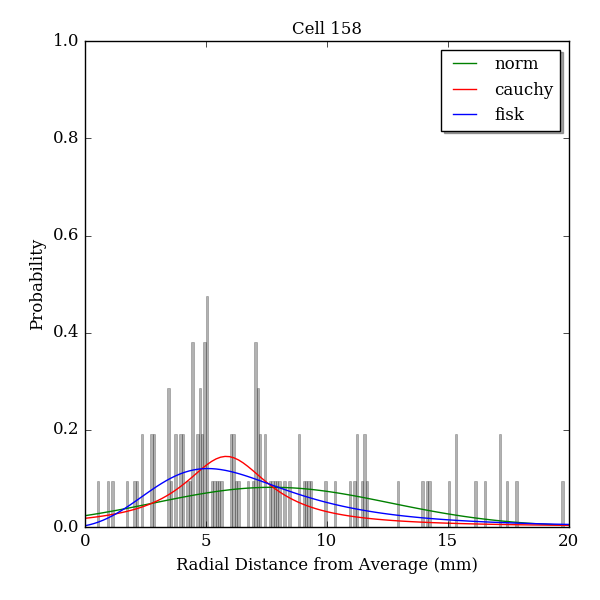 Cell 158
1.0
0.8
0.6
0.4
0.2
0.0
Probability
norm
cauchy
fisk
0 5 10 15 20
Radial Distance from Average (mm)